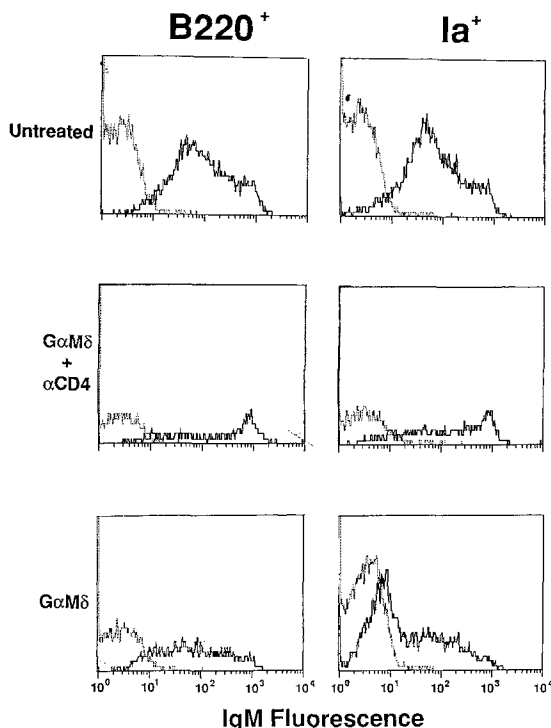 B220⁺ Ia⁺
Untreated
GαMδ
+
αCD4
GαMδ
10⁰ 10¹ 10² 10³ 10⁴ 10⁰ 10¹ 10² 10³ 10⁴
IgM Fluorescence